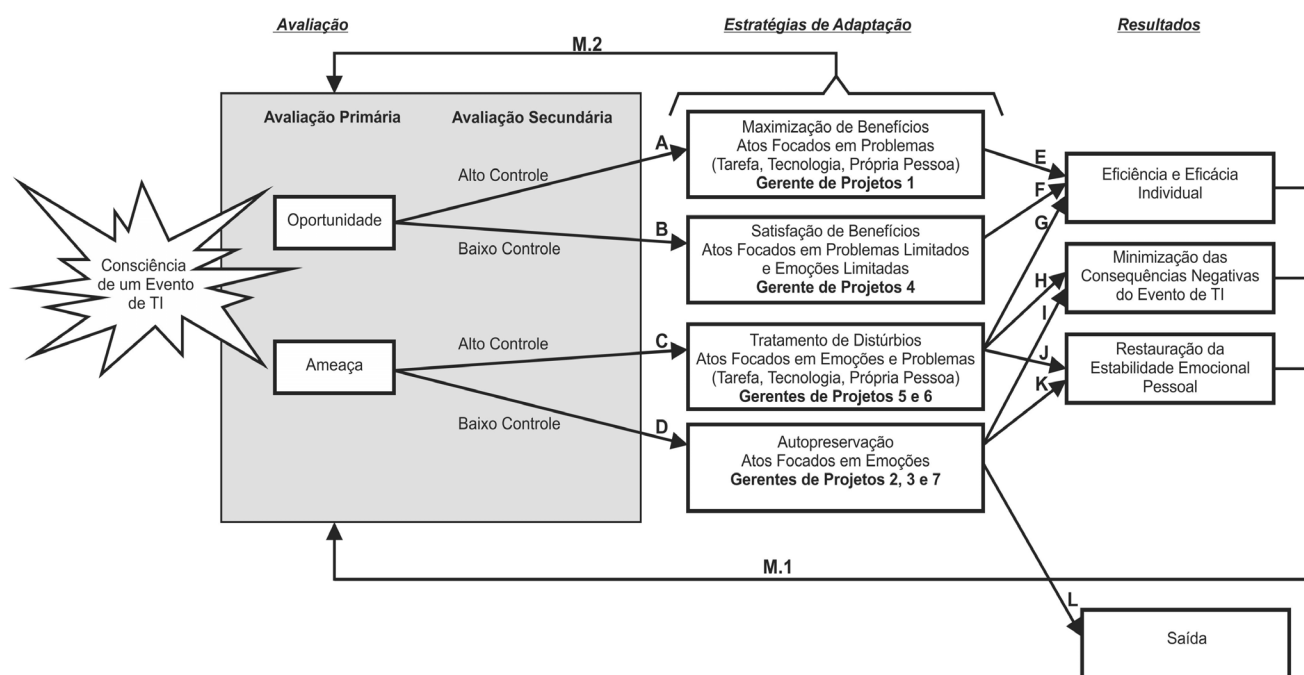 Avaliação
Estratégias de Adaptação
Resultados
M.2
Avaliação Primária
Avaliação Secundária
Consciência
de um Evento
de TI
Oportunidade
Alto Controle
Baixo Controle
Ameaça
Alto Controle
Baixo Controle
A
B
C
D
Maximização de Benefícios
Atos Focados em Problemas
(Tarefa, Tecnologia, Própria Pessoa)
Gerente de Projetos 1
Satisfação de Benefícios
Atos Focados em Problemas Limitados
e Emoções Limitadas
Gerente de Projetos 4
Tratamento de Distúrbios
Atos Focados em Emoções e Problemas
(Tarefa, Tecnologia, Própria Pessoa)
Gerentes de Projetos 5 e 6
Autopreservação
Atos Focados em Emoções
Gerentes de Projetos 2, 3 e 7
E
F
G
H
I
J
K
L
Eficiência e Eficácia
Individual
Minimização das
Consequências Negativas
do Evento de TI
Restauração da
Estabilidade Emocional
Pessoal
M.1
Saída